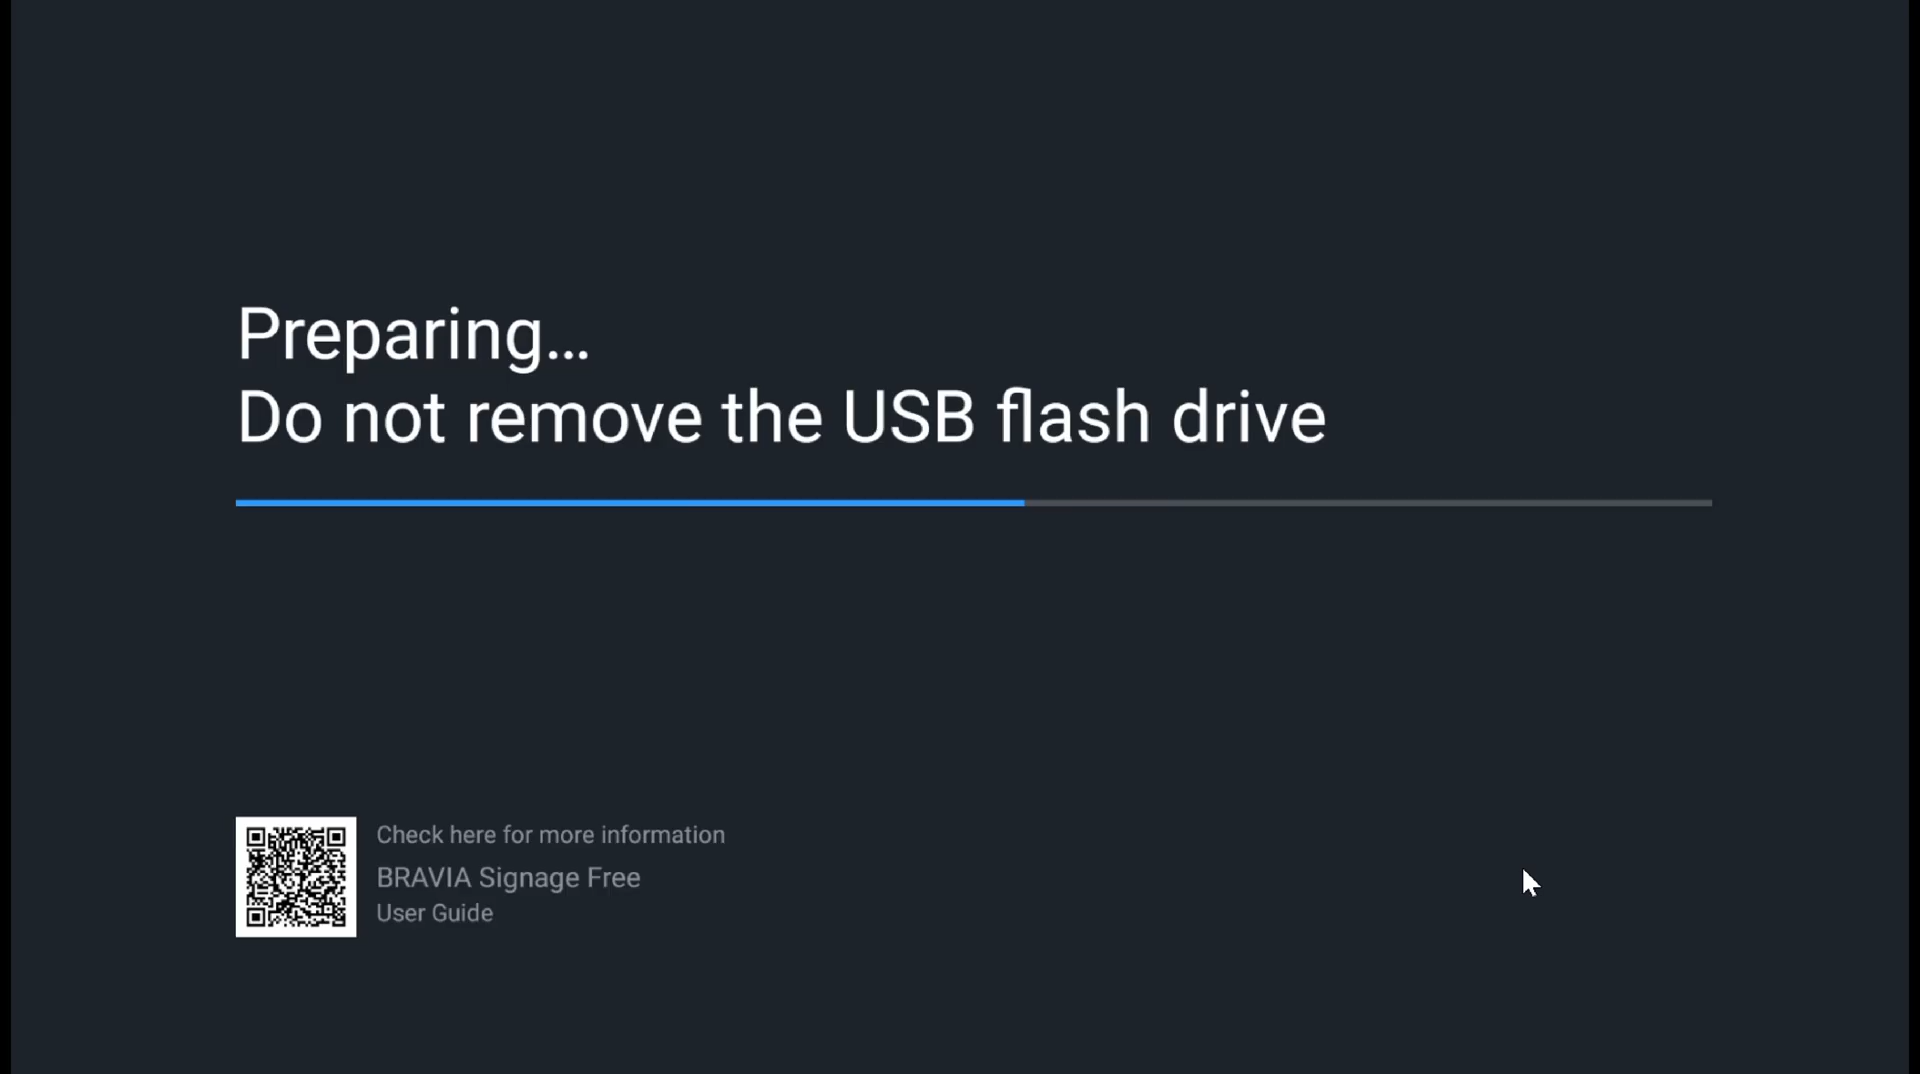 Preparing…
Do not remove the USB flash drive
Check here for more information
BRAVIA Signage Free
User Guide